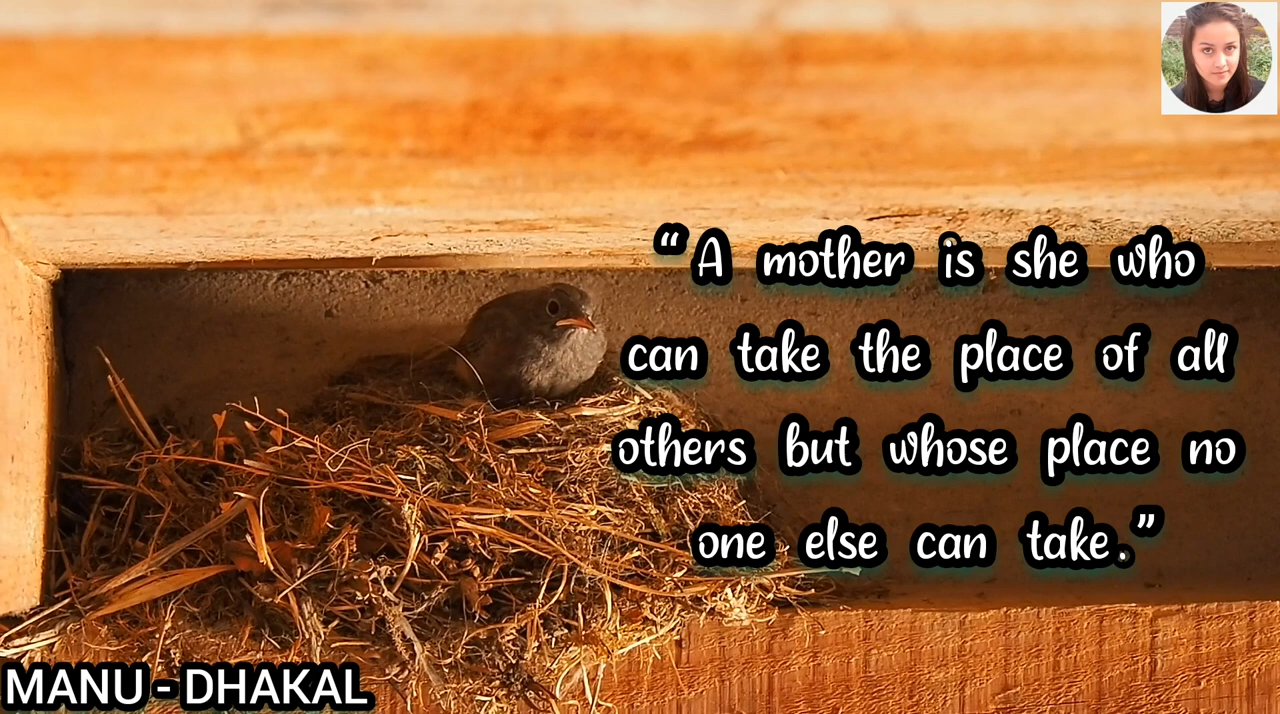 “A mother is she who
can take the place of all
others but whose place no
one else can take.”
MANU - DHAKAL